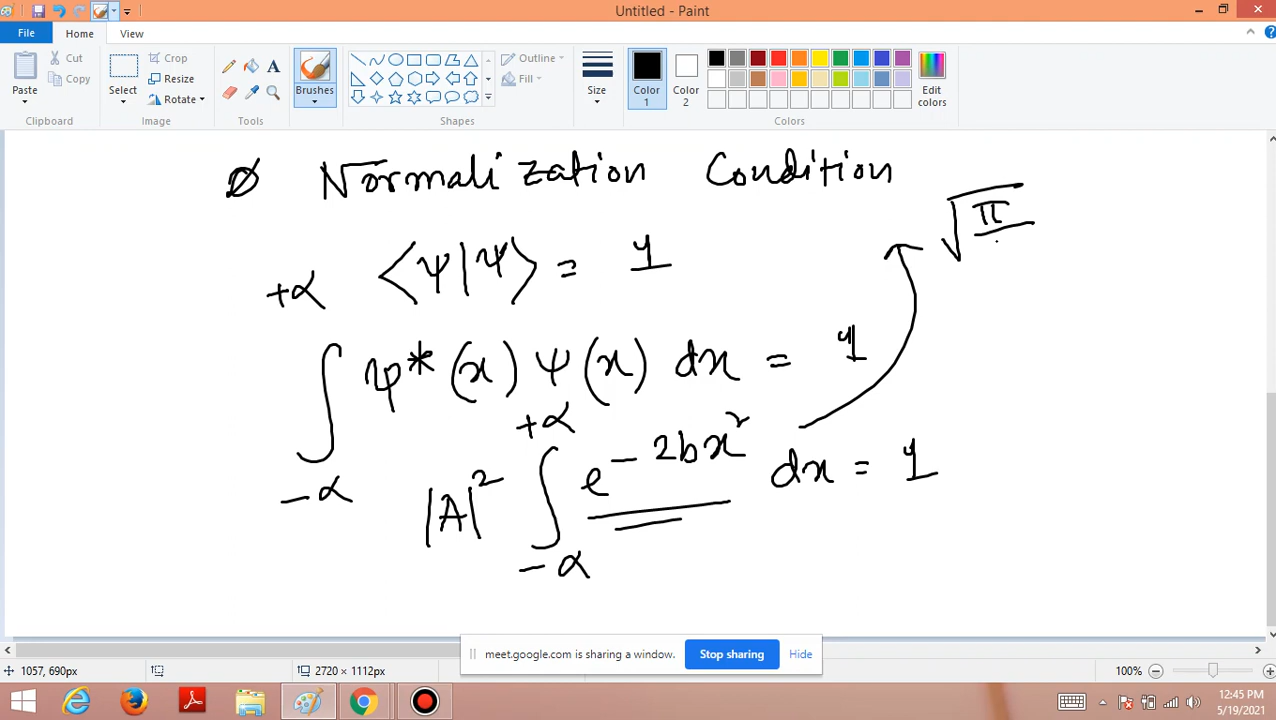 Untitled - Paint
File Home View
Paste Cut Copy Clipboard
Select Crop Resize Rotate Image
A Tools
Brushes
Outline Fill Shapes
Size
Color 1 Color 2 Edit colors Colors
Normalization Condition
⟨ψ|ψ⟩ = 1
√π
∫ ψ*(x) ψ(x) dx = 1
+α
-α
|A|² ∫ e^{-2bx²} dx = 1
+α
-α
meet.google.com is sharing a window. Stop sharing Hide
1057, 690px 2720 × 1112px 100%
12:45 PM
5/19/2021